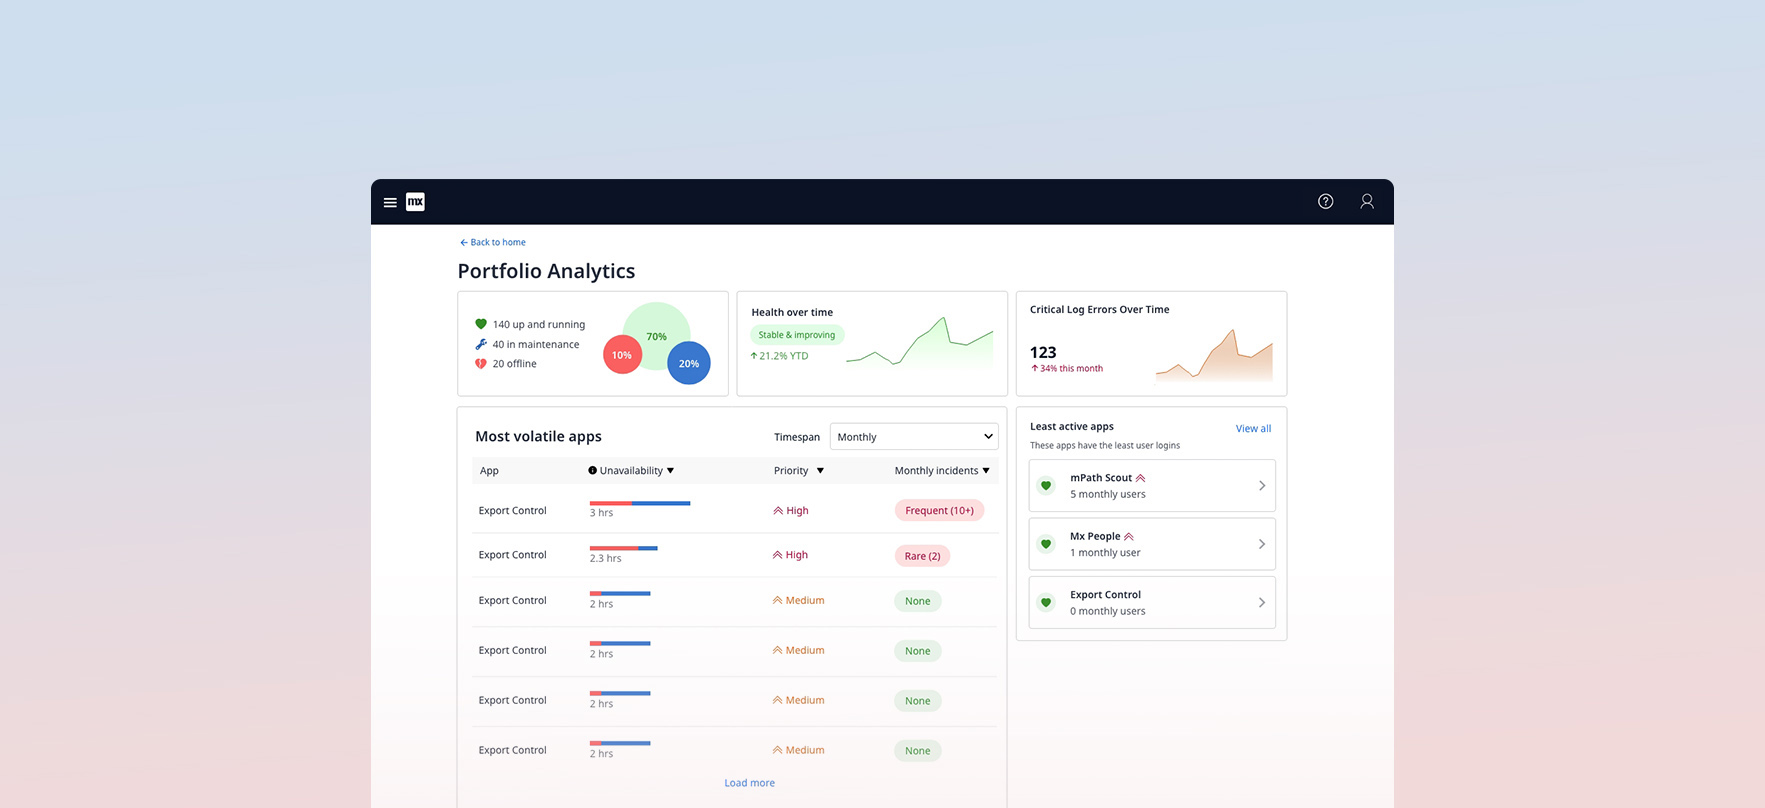 mx
Back to home
Portfolio Analytics
140 up and running
40 in maintenance
20 offline
70%
10%
20%
Health over time
Stable & improving
21.2% YTD
Critical Log Errors Over Time
123
34% this month
Most volatile apps
Timespan
Monthly
App
Unavailability
Priority
Monthly incidents
Export Control
3 hrs
High
Frequent (10+)
Export Control
2.3 hrs
High
Rare (2)
Export Control
2 hrs
Medium
None
Export Control
2 hrs
Medium
None
Export Control
2 hrs
Medium
None
Export Control
2 hrs
Medium
None
Load more
Least active apps
View all
These apps have the least user logins
mPath Scout
5 monthly users
Mx People
1 monthly user
Export Control
0 monthly users